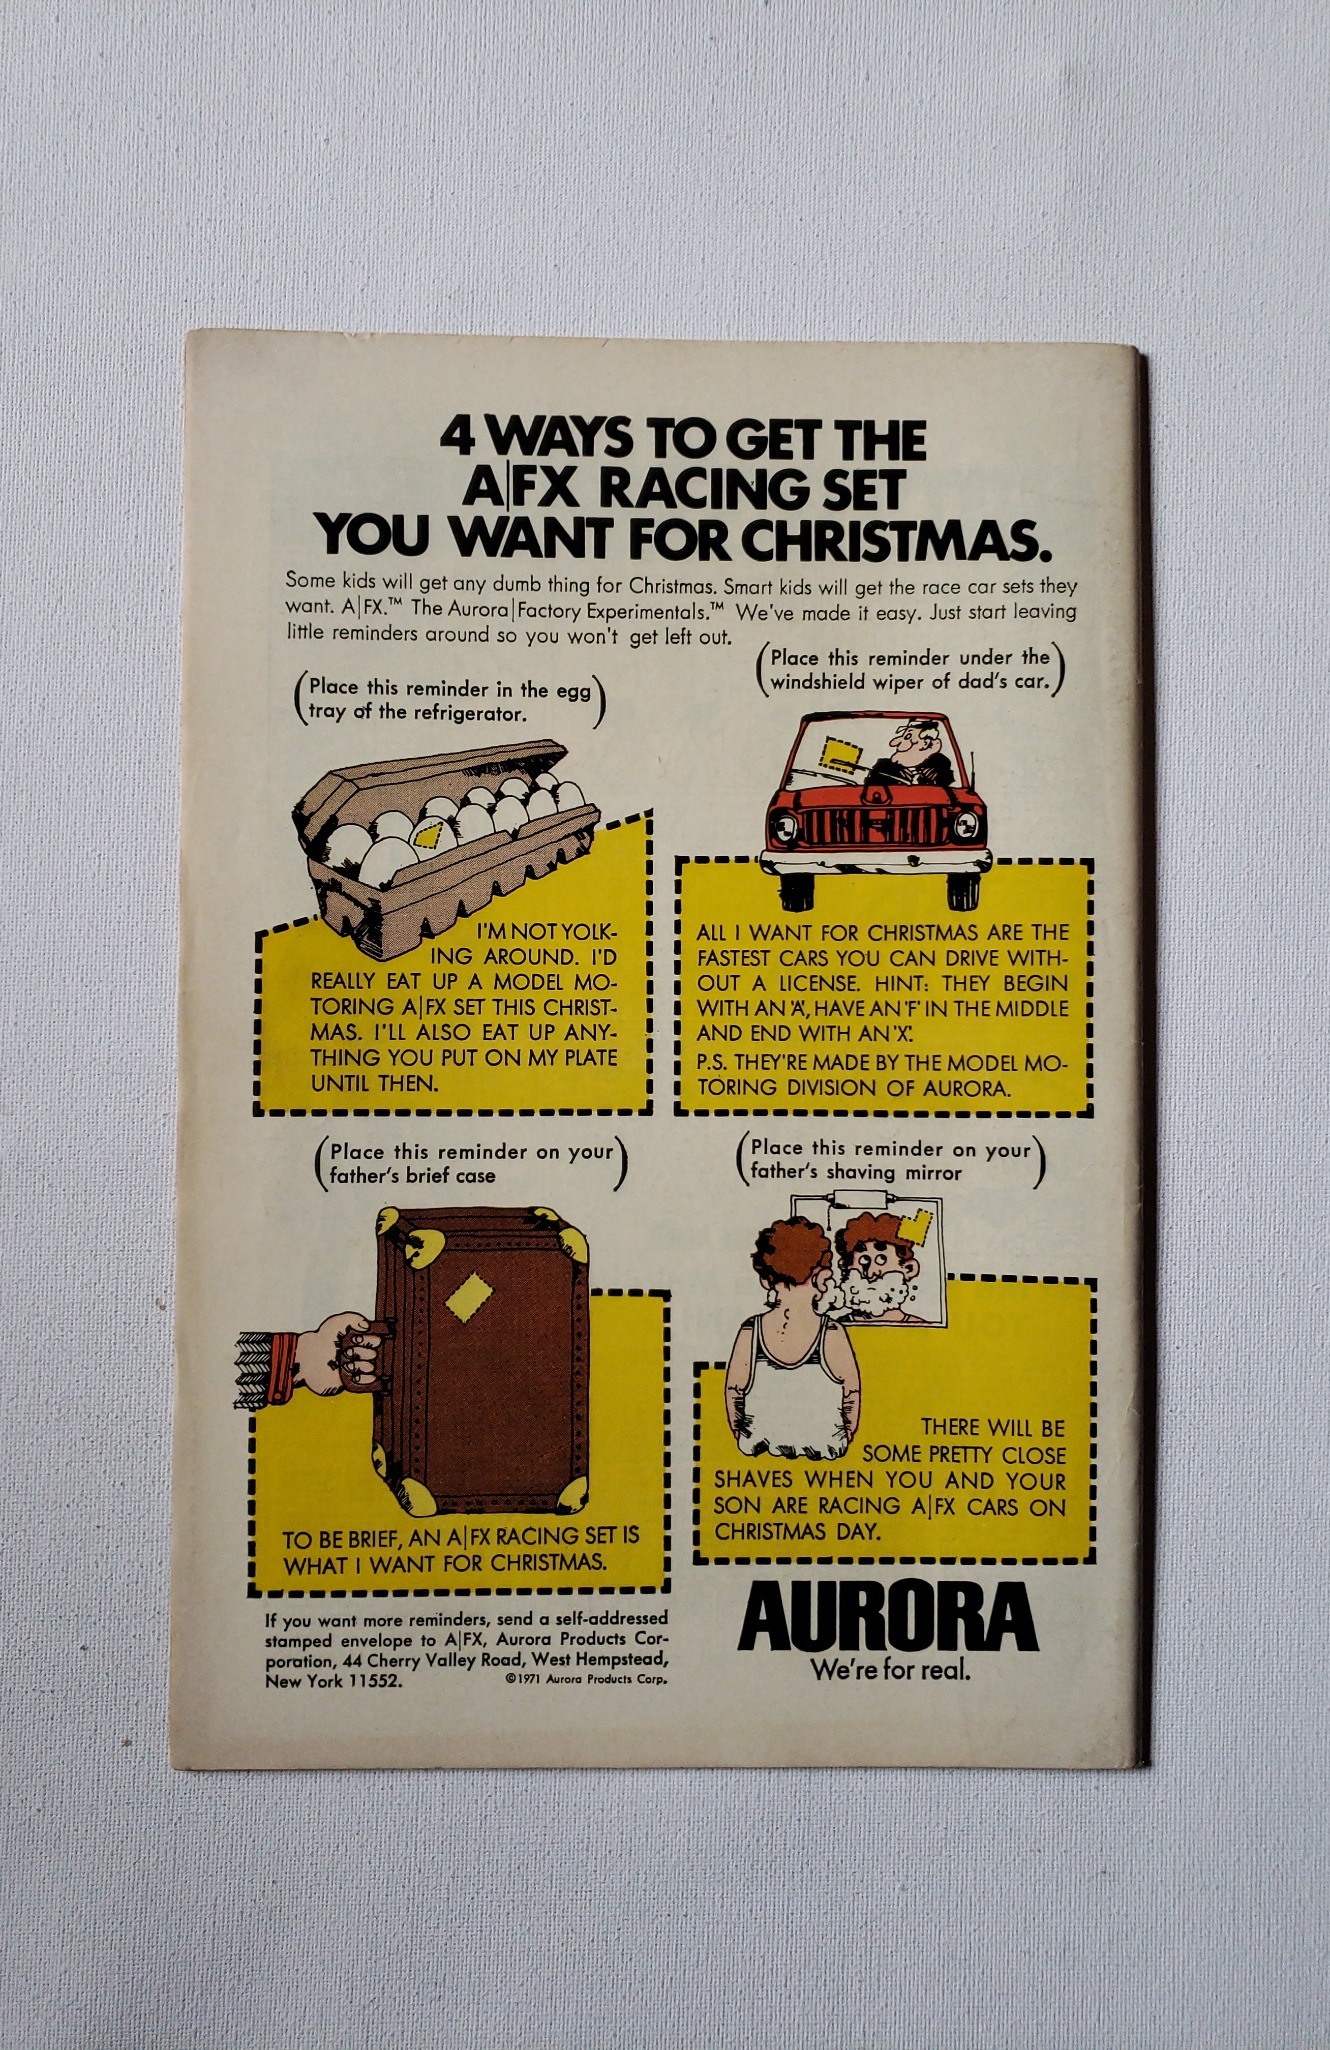 4 WAYS TO GET THE
A|FX RACING SET
YOU WANT FOR CHRISTMAS.
Some kids will get any dumb thing for Christmas. Smart kids will get the race car sets they
want. A|FX.™ The Aurora|Factory Experimentals.™ We've made it easy. Just start leaving
little reminders around so you won't get left out.
(Place this reminder in the egg
tray of the refrigerator.)
I'M NOT YOLK-
ING AROUND. I'D
REALLY EAT UP A MODEL MO-
TORING A|FX SET THIS CHRIST-
MAS. I'LL ALSO EAT UP ANY-
THING YOU PUT ON MY PLATE
UNTIL THEN.
(Place this reminder under the
windshield wiper of dad's car.)
ALL I WANT FOR CHRISTMAS ARE THE
FASTEST CARS YOU CAN DRIVE WITH-
OUT A LICENSE. HINT: THEY BEGIN
WITH AN 'A', HAVE AN 'F' IN THE MIDDLE
AND END WITH AN 'X'.
P.S. THEY'RE MADE BY THE MODEL MO-
TORING DIVISION OF AURORA.
(Place this reminder on your
father's brief case)
TO BE BRIEF, AN A|FX RACING SET IS
WHAT I WANT FOR CHRISTMAS.
(Place this reminder on your
father's shaving mirror)
THERE WILL BE
SOME PRETTY CLOSE
SHAVES WHEN YOU AND YOUR
SON ARE RACING A|FX CARS ON
CHRISTMAS DAY.
If you want more reminders, send a self-addressed
stamped envelope to A|FX, Aurora Products Cor-
poration, 44 Cherry Valley Road, West Hempstead,
New York 11552. ©1971 Aurora Products Corp.
AURORA
We're for real.